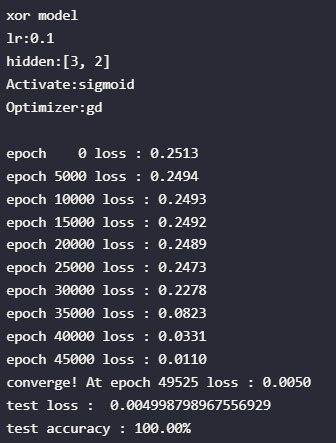 xor model
lr:0.1
hidden:[3, 2]
Activate:sigmoid
Optimizer:gd
epoch    0 loss : 0.2513
epoch 5000 loss : 0.2494
epoch 10000 loss : 0.2493
epoch 15000 loss : 0.2492
epoch 20000 loss : 0.2489
epoch 25000 loss : 0.2473
epoch 30000 loss : 0.2278
epoch 35000 loss : 0.0823
epoch 40000 loss : 0.0331
epoch 45000 loss : 0.0110
converge! At epoch 49525 loss : 0.0050
test loss :  0.004998798967556929
test accuracy : 100.00%